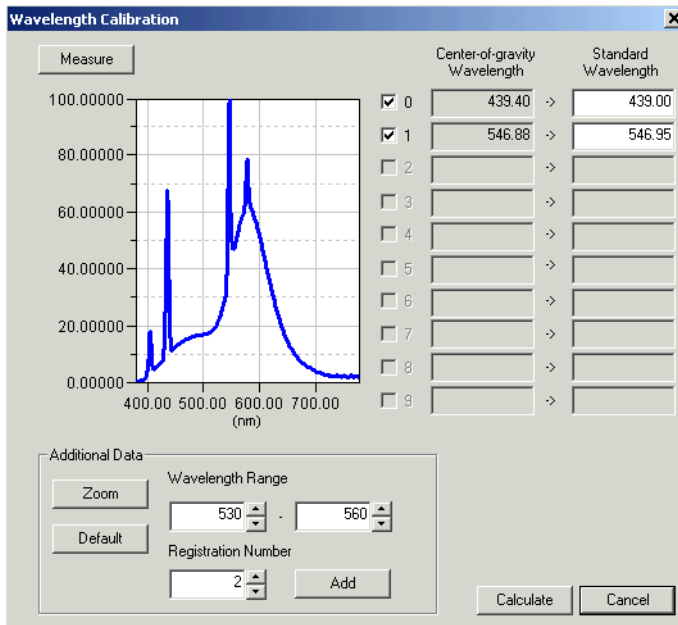 Wavelength Calibration
Measure
Center-of-gravity Wavelength
Standard Wavelength
100.00000
80.00000
60.00000
40.00000
20.00000
0.00000
400.00 500.00 600.00 700.00
(nm)
0 439.40 -> 439.00
1 546.88 -> 546.95
2 ->
3 ->
4 ->
5 ->
6 ->
7 ->
8 ->
9 ->
Additional Data
Zoom
Default
Wavelength Range
530 - 560
Registration Number
2 Add
Calculate Cancel